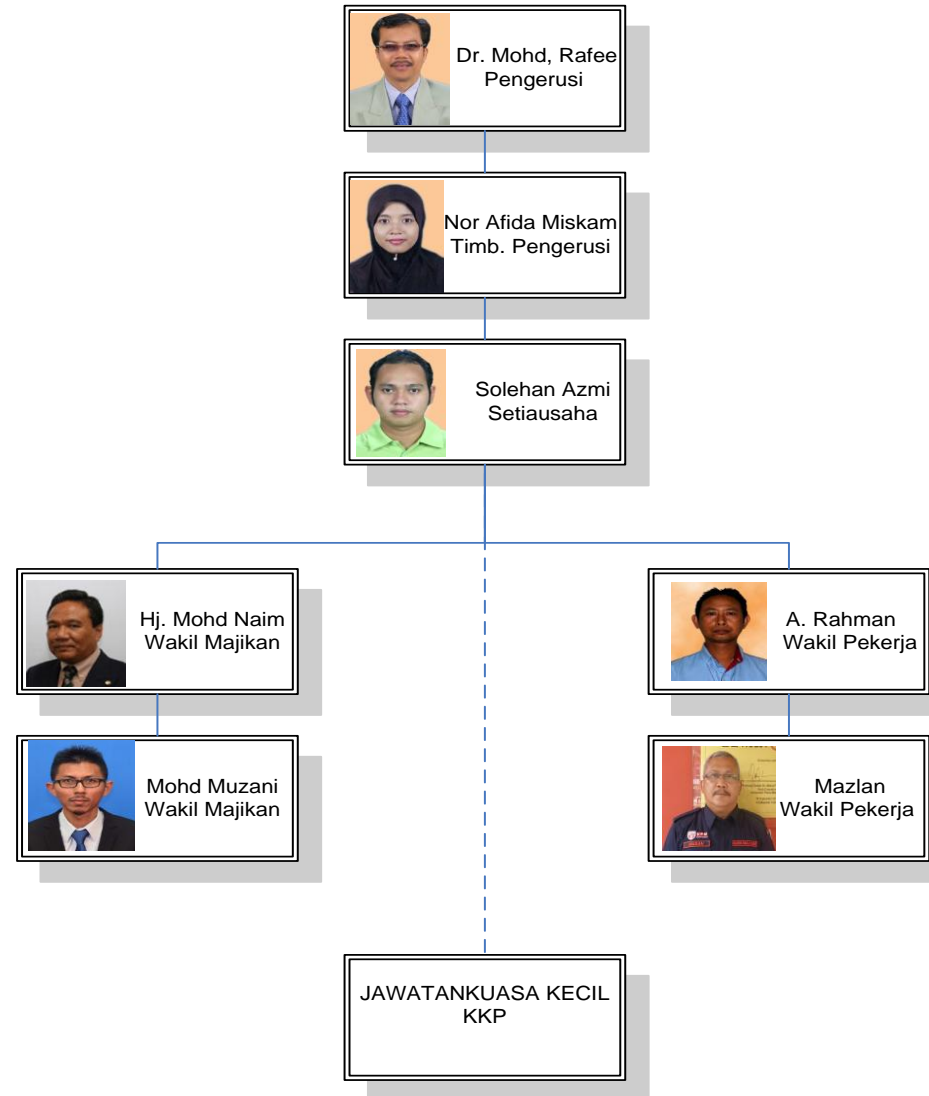 Dr. Mohd, Rafee
Pengerusi
Nor Afida Miskam
Timb. Pengerusi
Solehan Azmi
Setiausaha
Hj. Mohd Naim
Wakil Majikan
A. Rahman
Wakil Pekerja
Mohd Muzani
Wakil Majikan
Mazlan
Wakil Pekerja
JAWATANKUASA KECIL
KKP